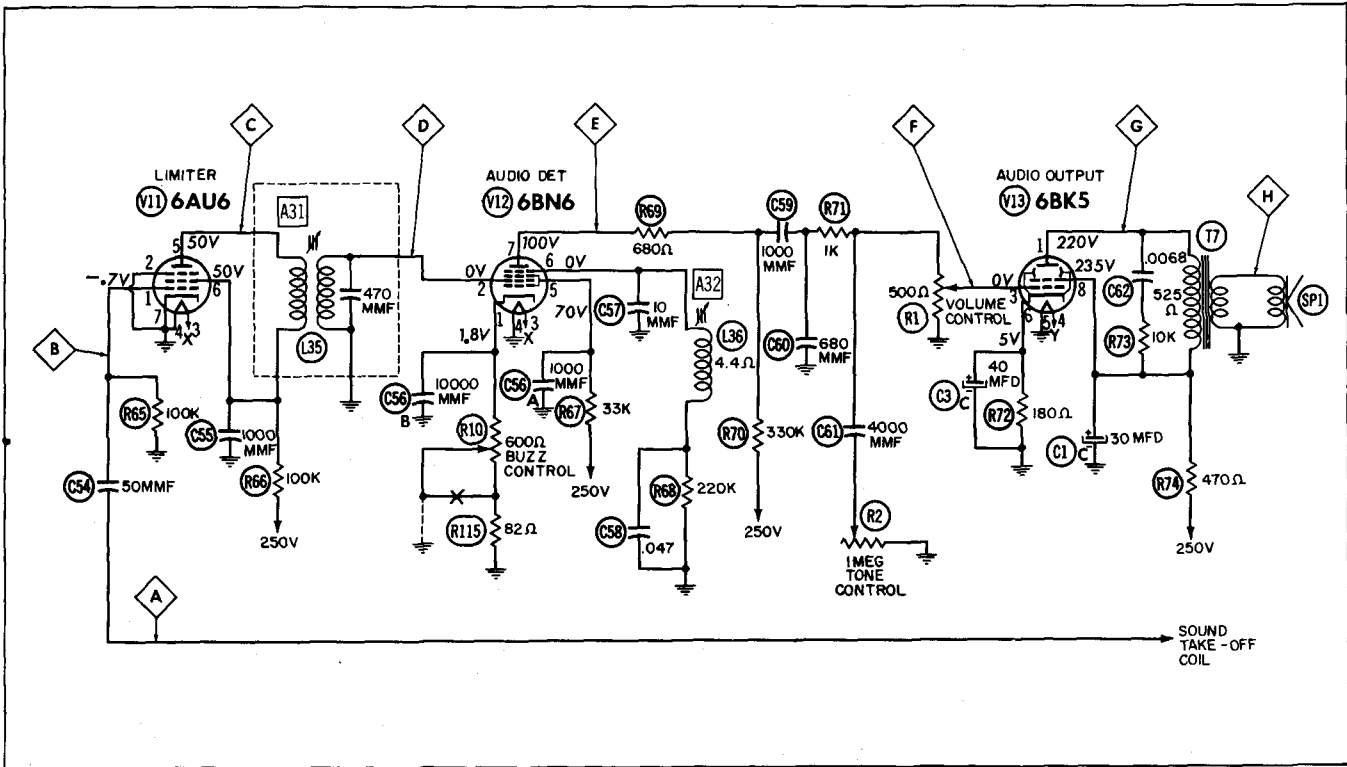 C
D
E
F
G
H
LIMITER
V11 6AU6
A31
5 50V
-.7V
2
50V
6
1
7
4
3
X
470
MMF
L35
B
R65
100K
C55
1000
MMF
R66
100K
250V
C54
50MMF
A
AUDIO DET
V12 6BN6
7 100V
0V
2
6 0V
5
70V
1
4
3
X
1.8V
C56
B
10000
MMF
C56
A
1000
MMF
R67
33K
250V
R10
600Ω
BUZZ
CONTROL
X
R115
82Ω
R69
680Ω
C57
10
MMF
A32
L36
4.4Ω
R68
220K
C58
.047
C59
1000
MMF
R71
1K
C60
680
MMF
R70
330K
250V
C61
4000
MMF
R2
1MEG
TONE
CONTROL
500Ω
R1
VOLUME
CONTROL
AUDIO OUTPUT
V13 6BK5
1
220V
0V
3
235V
8
6
5
4
Y
5V
C3
C
40
MFD
R72
180Ω
C1
C
30 MFD
.0068
C62
R73
10K
525
Ω
T7
SP1
R74
470Ω
250V
SOUND
TAKE-OFF
COIL